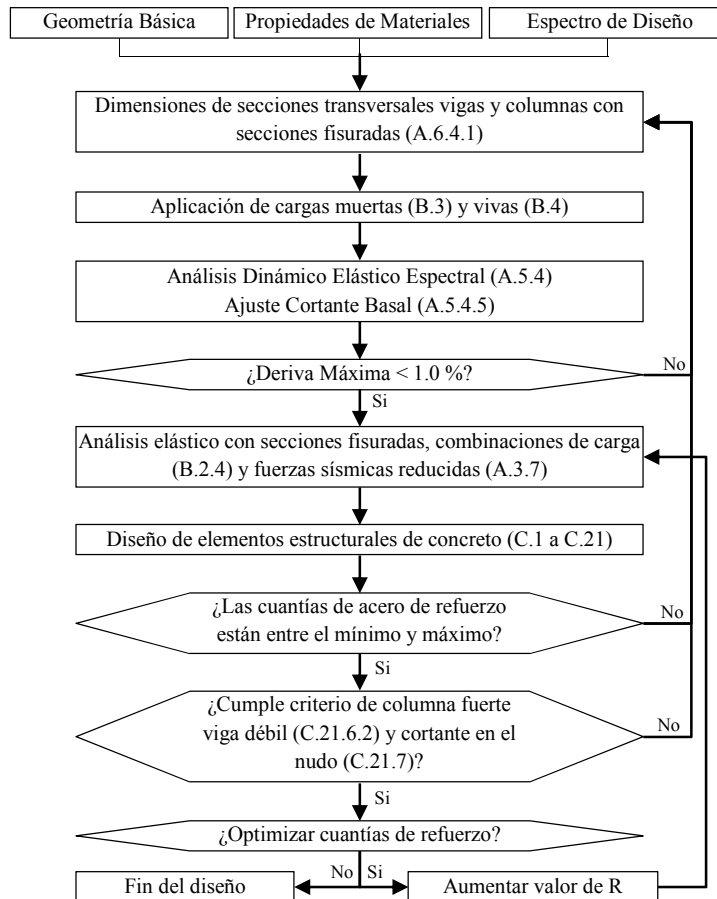 Geometría Básica
Propiedades de Materiales
Espectro de Diseño
Dimensiones de secciones transversales vigas y columnas con
secciones fisuradas (A.6.4.1)
Aplicación de cargas muertas (B.3) y vivas (B.4)
Análisis Dinámico Elástico Espectral (A.5.4)
Ajuste Cortante Basal (A.5.4.5)
¿Deriva Máxima < 1.0 %?
No
Si
Análisis elástico con secciones fisuradas, combinaciones de carga
(B.2.4) y fuerzas sísmicas reducidas (A.3.7)
Diseño de elementos estructurales de concreto (C.1 a C.21)
¿Las cuantías de acero de refuerzo
están entre el mínimo y máximo?
No
Si
¿Cumple criterio de columna fuerte
viga débil (C.21.6.2) y cortante en el
nudo (C.21.7)?
No
Si
¿Optimizar cuantías de refuerzo?
No
Si
Fin del diseño
Aumentar valor de R